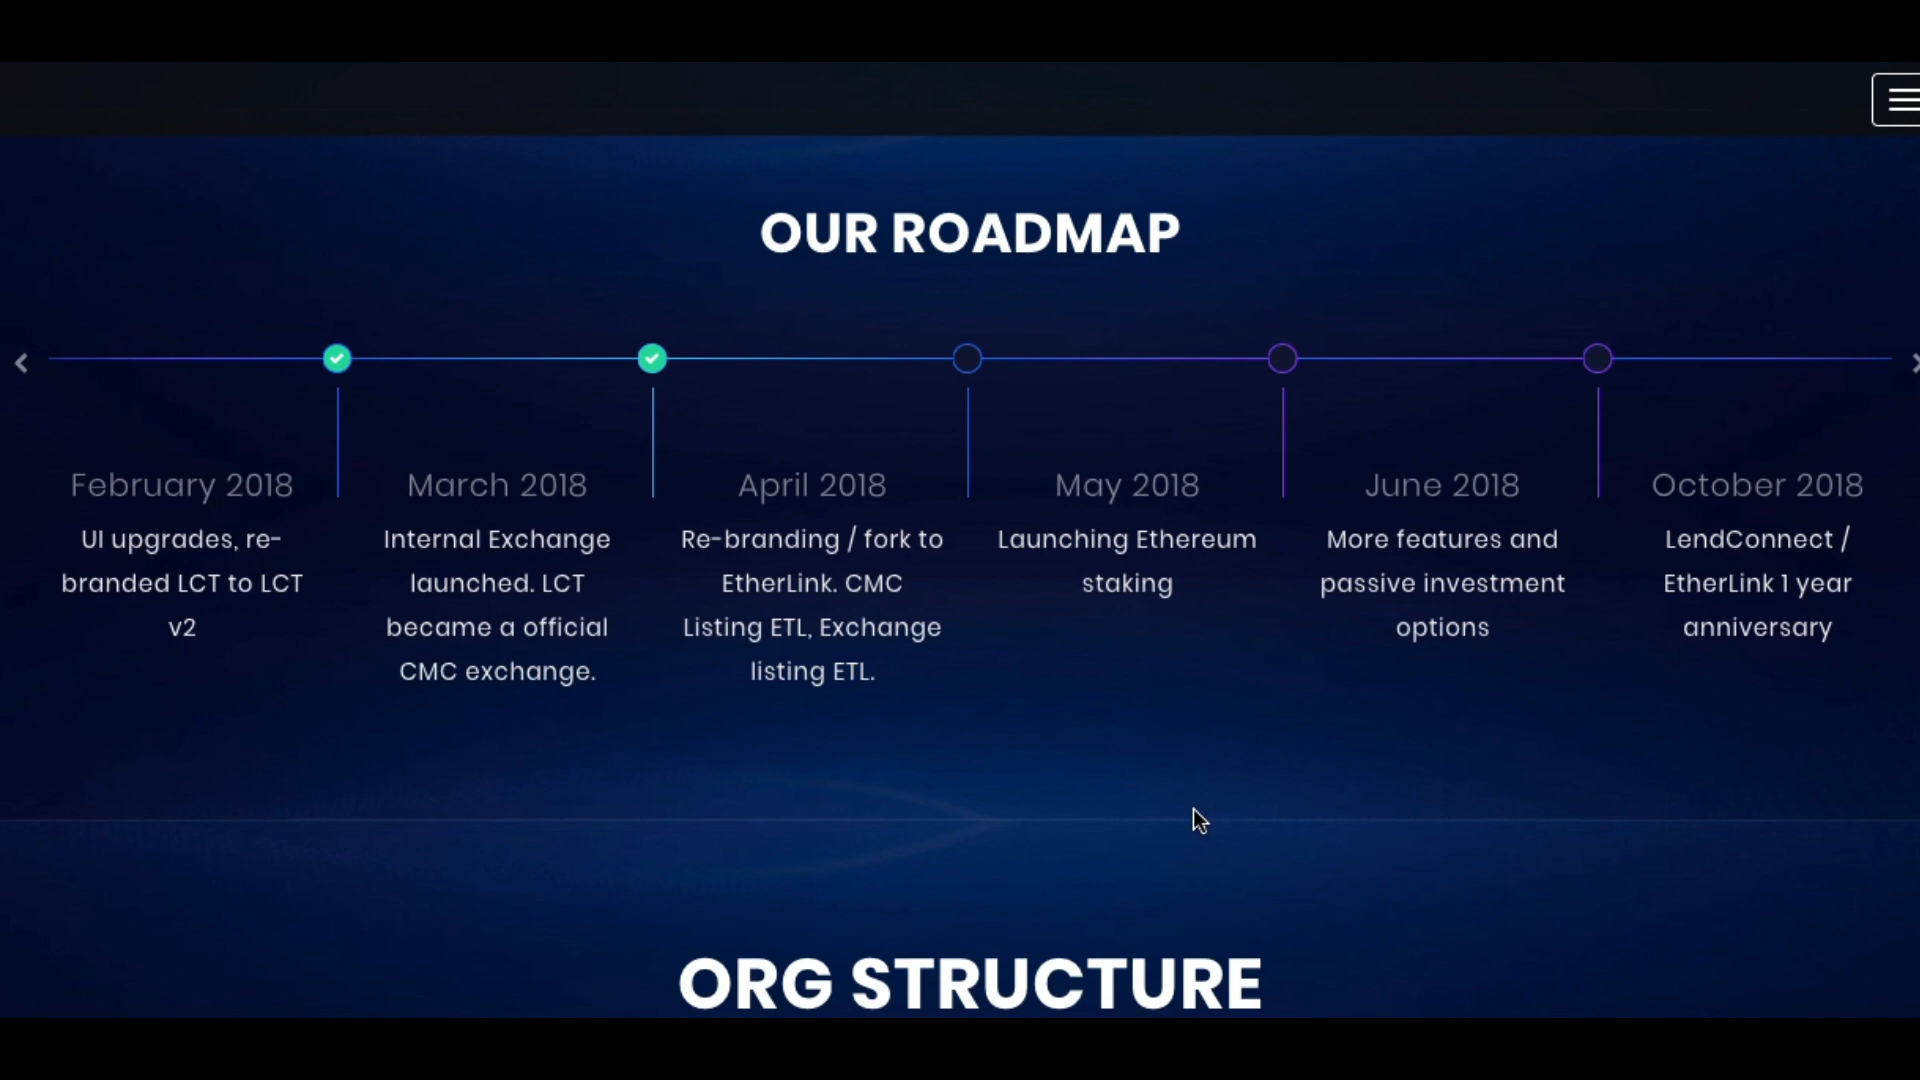 OUR ROADMAP
February 2018
UI upgrades, re-
branded LCT to LCT
v2
March 2018
Internal Exchange
launched. LCT
became a official
CMC exchange.
April 2018
Re-branding / fork to
EtherLink. CMC
Listing ETL, Exchange
listing ETL.
May 2018
Launching Ethereum
staking
June 2018
More features and
passive investment
options
October 2018
LendConnect /
EtherLink 1 year
anniversary
ORG STRUCTURE